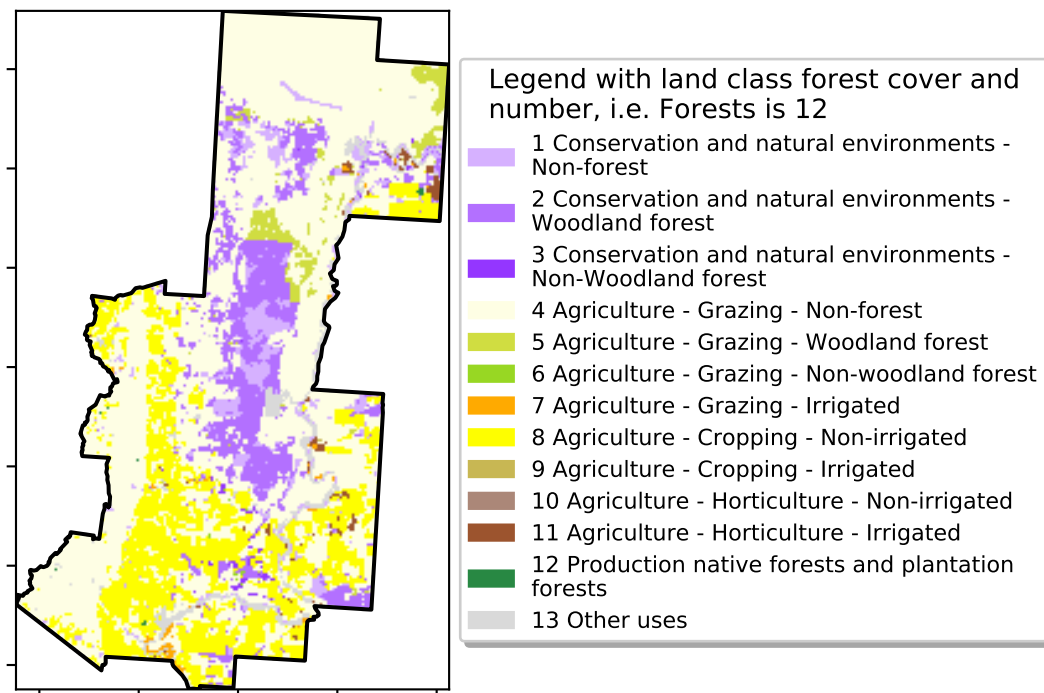 Legend with land class forest cover and
number, i.e. Forests is 12
1 Conservation and natural environments -
Non-forest
2 Conservation and natural environments -
Woodland forest
3 Conservation and natural environments -
Non-Woodland forest
4 Agriculture - Grazing - Non-forest
5 Agriculture - Grazing - Woodland forest
6 Agriculture - Grazing - Non-woodland forest
7 Agriculture - Grazing - Irrigated
8 Agriculture - Cropping - Non-irrigated
9 Agriculture - Cropping - Irrigated
10 Agriculture - Horticulture - Non-irrigated
11 Agriculture - Horticulture - Irrigated
12 Production native forests and plantation
forests
13 Other uses